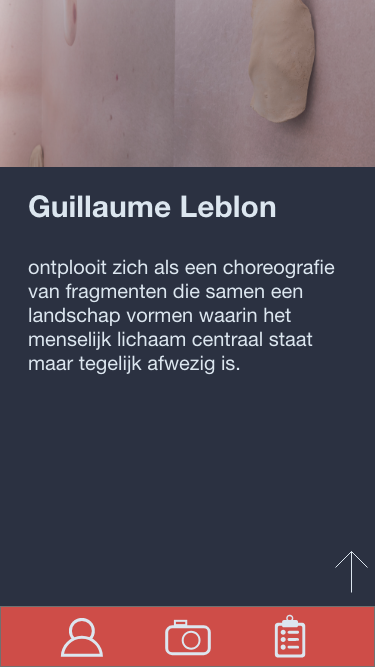 Guillaume Leblon
ontplooit zich als een choreografie
van fragmenten die samen een
landschap vormen waarin het
menselijk lichaam centraal staat
maar tegelijk afwezig is.